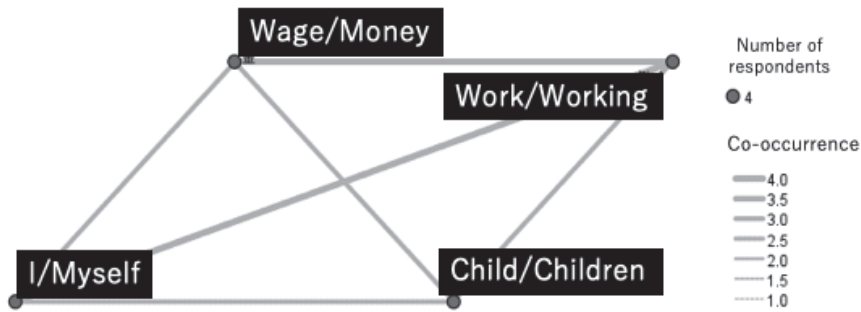 Wage/Money
Work/Working
I/Myself
Child/Children
Number of
respondents
4
Co-occurrence
4.0
3.5
3.0
2.5
2.0
1.5
1.0